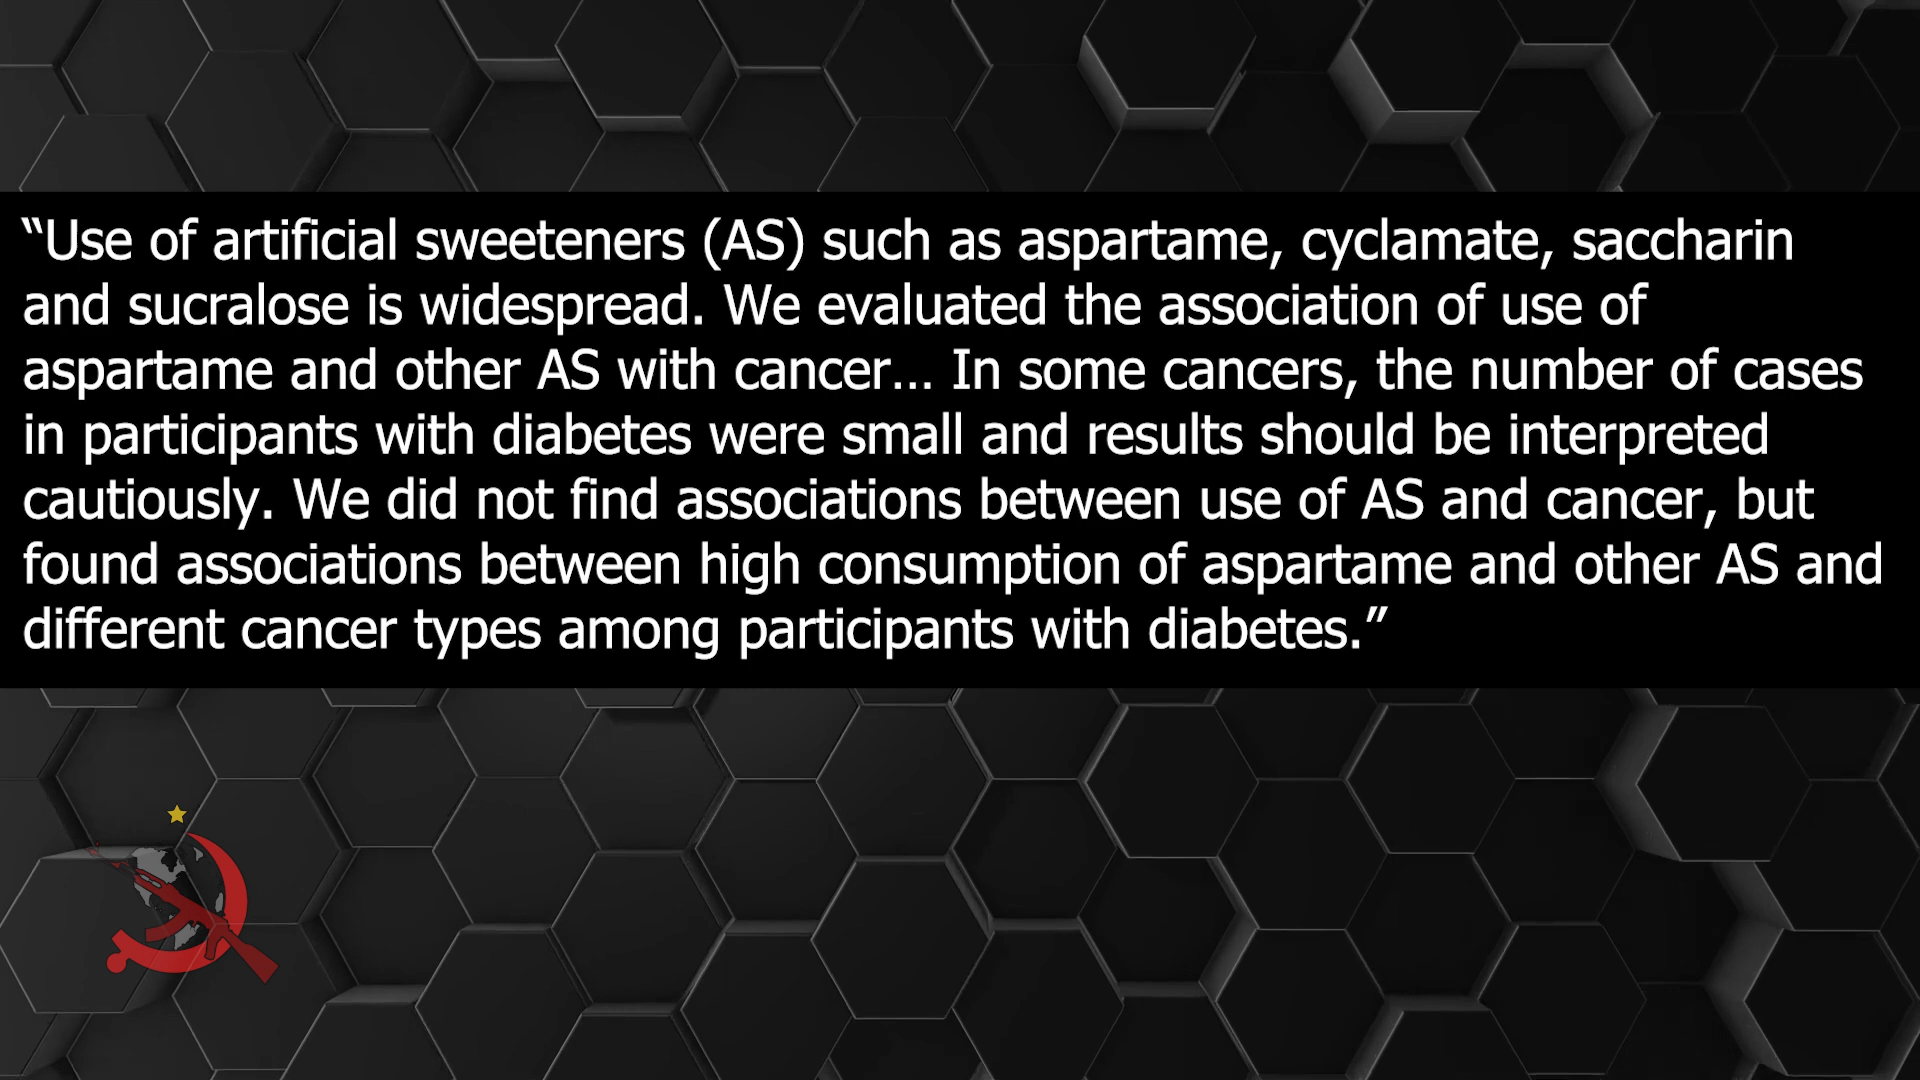 “Use of artificial sweeteners (AS) such as aspartame, cyclamate, saccharin
and sucralose is widespread. We evaluated the association of use of
aspartame and other AS with cancer… In some cancers, the number of cases
in participants with diabetes were small and results should be interpreted
cautiously. We did not find associations between use of AS and cancer, but
found associations between high consumption of aspartame and other AS and
different cancer types among participants with diabetes.”